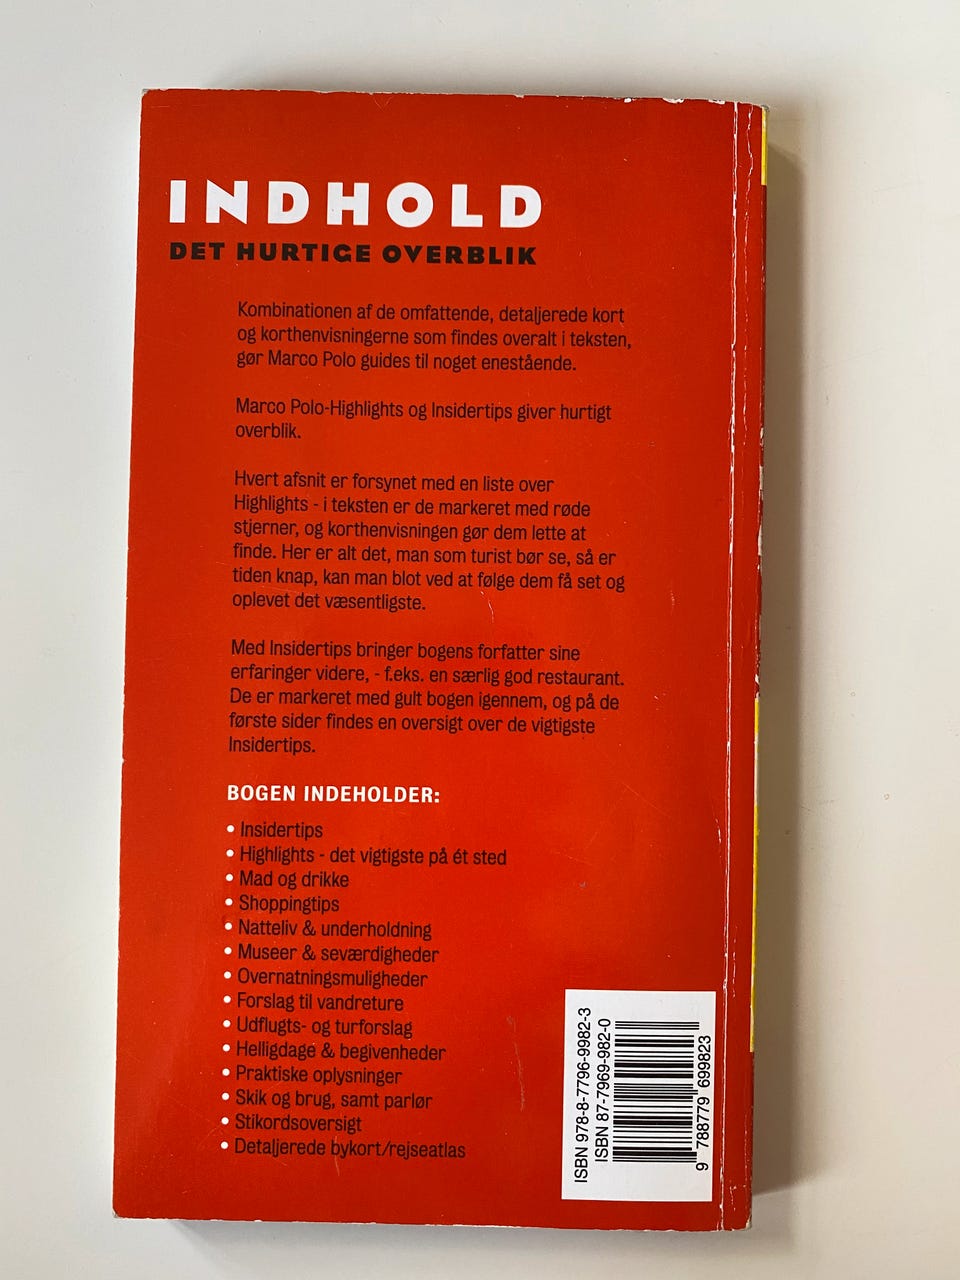 INDHOLD
DET HURTIGE OVERBLIK
Kombinationen af de omfattende, detaljerede kort
og korthenvisningerne som findes overalt i teksten,
gør Marco Polo guides til noget enestående.
Marco Polo-Highlights og Insidertips giver hurtigt
overblik.
Hvert afsnit er forsynet med en liste over
Highlights - i teksten er de markeret med røde
stjerner, og korthenvisningen gør dem lette at
finde. Her er alt det, man som turist bør se, så er
tiden knap, kan man blot ved at følge dem få set og
oplevet det væsentligste.
Med Insidertips bringer bogens forfatter sine
erfaringer videre, - f.eks. en særlig god restaurant.
De er markeret med gult bogen igennem, og på de
første sider findes en oversigt over de vigtigste
Insidertips.
BOGEN INDEHOLDER:
• Insidertips
• Highlights - det vigtigste på ét sted
• Mad og drikke
• Shoppingtips
• Natteliv & underholdning
• Museer & seværdigheder
• Overnatningsmuligheder
• Forslag til vandreture
• Udflugts- og turforslag
• Helligdage & begivenheder
• Praktiske oplysninger
• Skik og brug, samt parlør
• Stikordsoversigt
• Detaljerede bykort/rejseatlas
ISBN 978-8-7796-9982-3
ISBN 87-7969-982-0
9 788779 699823